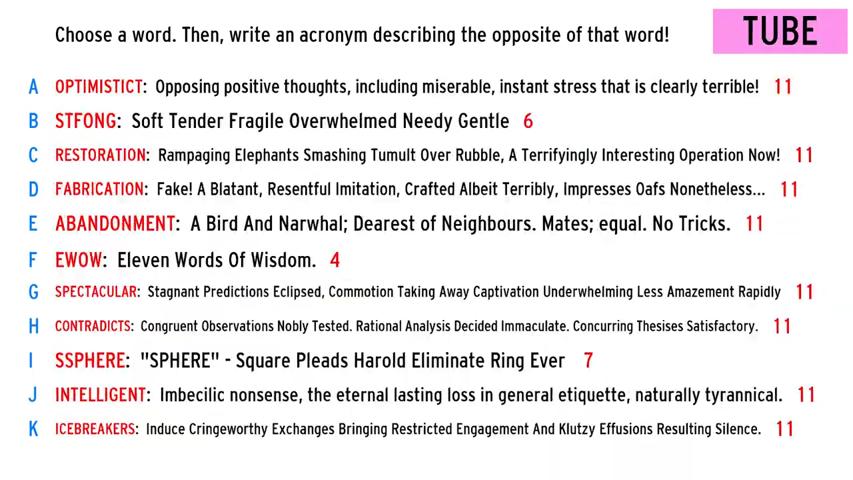 Choose a word. Then, write an acronym describing the opposite of that word! TUBE
A OPTIMISTICT: Opposing positive thoughts, including miserable, instant stress that is clearly terrible! 11
B STFONG: Soft Tender Fragile Overwhelmed Needy Gentle 6
C RESTORATION: Rampaging Elephants Smashing Tumult Over Rubble, A Terrifyingly Interesting Operation Now! 11
D FABRICATION: Fake! A Blatant, Resentful Imitation, Crafted Albeit Terribly, Impresses Oafs Nonetheless... 11
E ABANDONMENT: A Bird And Narwhal; Dearest of Neighbours. Mates; equal. No Tricks. 11
F EWOW: Eleven Words Of Wisdom. 4
G SPECTACULAR: Stagnant Predictions Eclipsed, Commotion Taking Away Captivation Underwhelming Less Amazement Rapidly 11
H CONTRADICTS: Congruent Observations Nobly Tested. Rational Analysis Decided Immaculate. Concurring Thesises Satisfactory. 11
I SSPHERE: "SPHERE" - Square Pleads Harold Eliminate Ring Ever 7
J INTELLIGENT: Imbecilic nonsense, the eternal lasting loss in general etiquette, naturally tyrannical. 11
K ICEBREAKERS: Induce Cringeworthy Exchanges Bringing Restricted Engagement And Klutzy Effusions Resulting Silence. 11